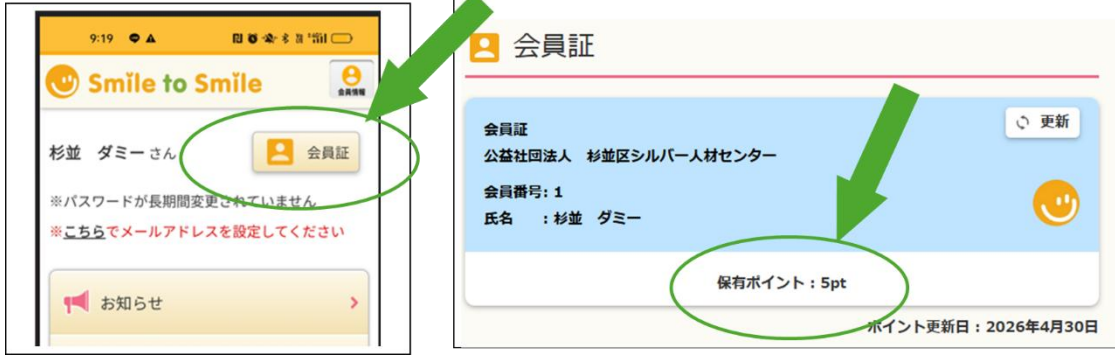 9:19
Smile to Smile
会員情報
杉並　ダミーさん
会員証
※パスワードが長期間変更されていません
※こちらでメールアドレスを設定してください
お知らせ
会員証
会員証
更新
公益社団法人　杉並区シルバー人材センター
会員番号: 1
氏名　：杉並　ダミー
保有ポイント：5pt
ポイント更新日：2026年4月30日